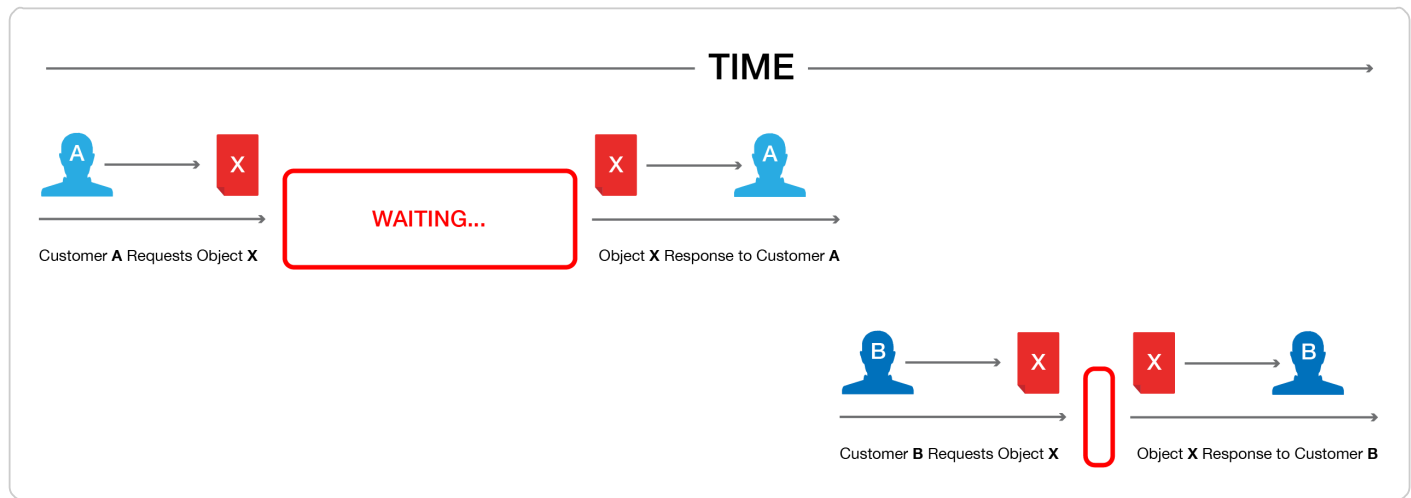 TIME
A
X
X
A
WAITING...
Customer A Requests Object X
Object X Response to Customer A
B
X
X
B
Customer B Requests Object X
Object X Response to Customer B